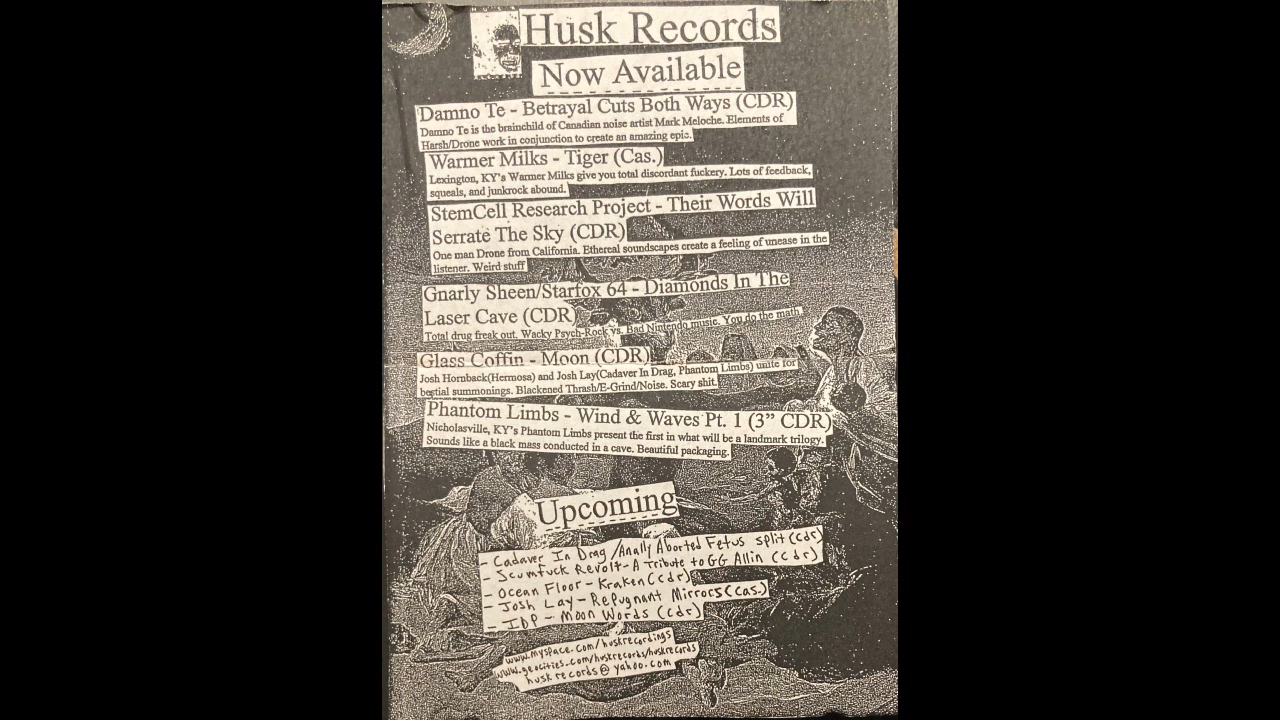 Husk Records
Now Available
Damno Te - Betrayal Cuts Both Ways (CDR)
Damno Te is the brainchild of Canadian noise artist Mark Meloche. Elements of
Harsh/Drone work in conjunction to create an amazing epic.
Warmer Milks - Tiger (Cas.)
Lexington, KY's Warmer Milks give you total discordant fuckery. Lots of feedback,
squeals, and junkrock abound.
StemCell Research Project - Their Words Will
Serrate The Sky (CDR)
One man Drone from California. Ethereal soundscapes create a feeling of unease in the
listener. Weird stuff
Gnarly Sheen/Starfox 64 - Diamonds In The
Laser Cave (CDR)
Total drug freak out. Wacky Psych-Rock vs. Bad Nintendo music. You do the math.
Glass Coffin - Moon (CDR)
Josh Hornback(Hermosa) and Josh Lay(Cadaver In Drag, Phantom Limbs) unite for
bestial summonings. Blackened Thrash/E-Grind/Noise. Scary shit.
Phantom Limbs - Wind & Waves Pt. 1 (3” CDR)
Nicholasville, KY's Phantom Limbs present the first in what will be a landmark trilogy.
Sounds like a black mass conducted in a cave. Beautiful packaging.
Upcoming
- Cadaver In Drag/Anally Aborted Fetus split (cdr)
- Scumfuck Revolt - A Tribute to GG Allin (cdr)
- Ocean Floor - Kraken (cdr)
- Josh Lay - Repugnant Mirrors (cas.)
- IDP - Moon Words (cdr)
www.myspace.com/huskrecordings
www.geocities.com/huskrecords/huskrecords
huskrecords@yahoo.com